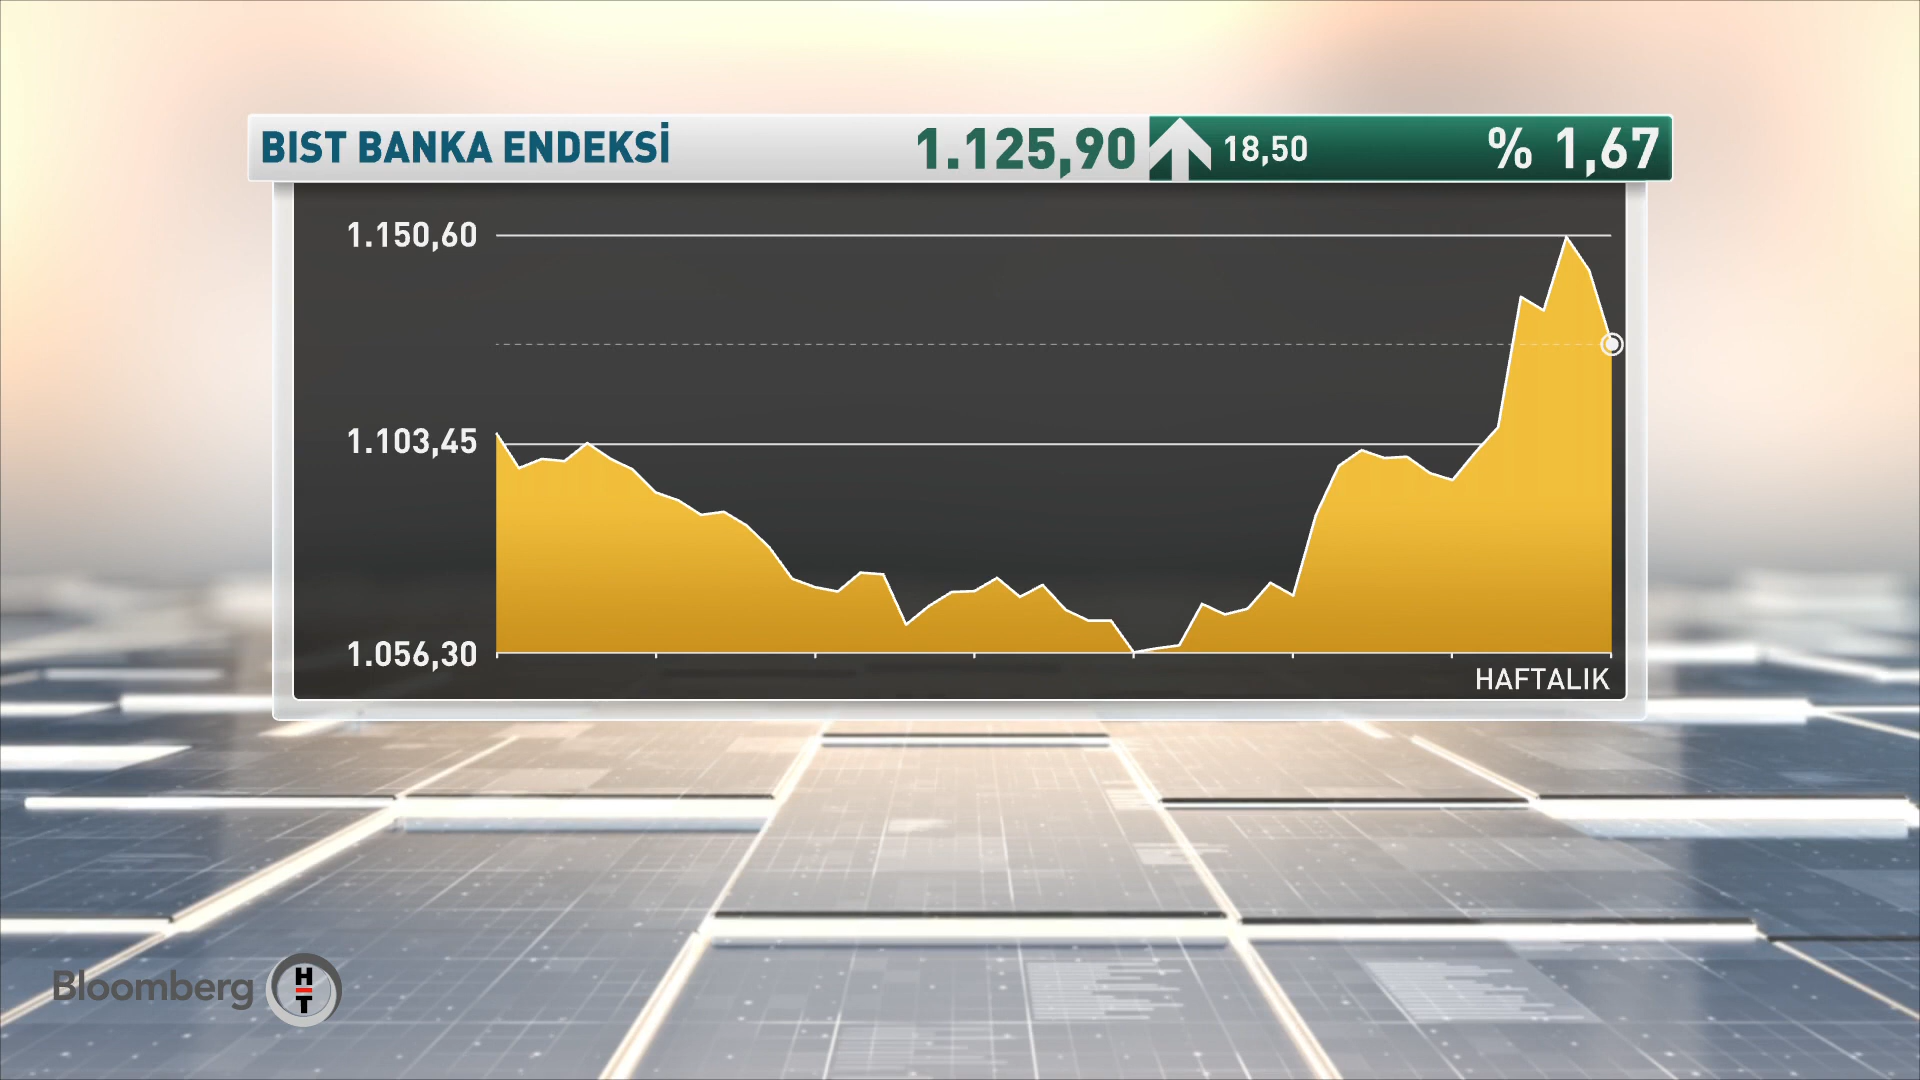 BIST BANKA ENDEKSİ 1.125,90 18,50 % 1,67
1.150,60
1.103,45
1.056,30
HAFTALIK
Bloomberg HT